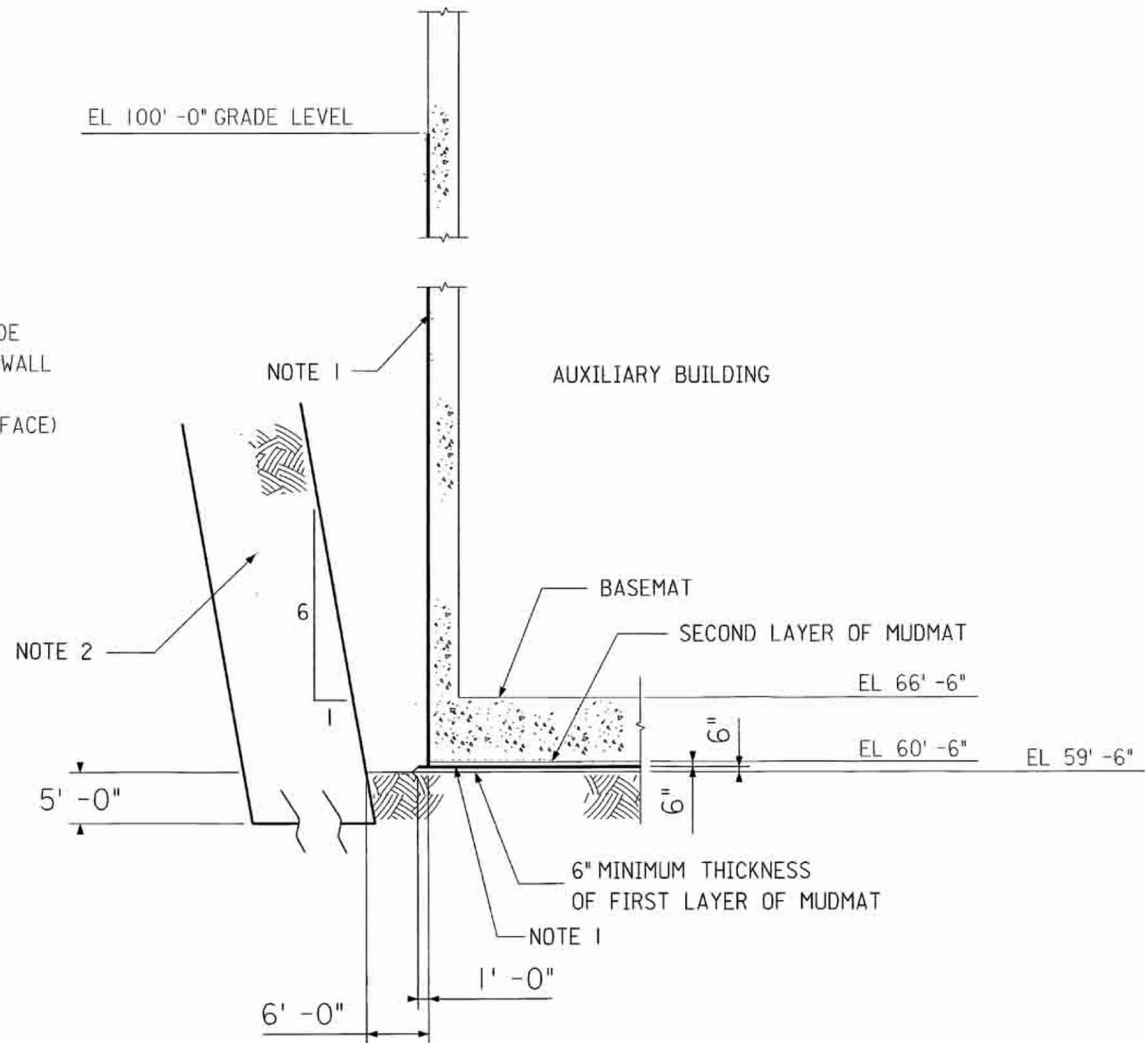 EL 100' -0" GRADE LEVEL
WALL
FACE)
NOTE 1
AUXILIARY BUILDING
6
1
NOTE 2
BASEMAT
SECOND LAYER OF MUDMAT
EL 66' -6"
6"
EL 60' -6"
EL 59' -6"
5' -0"
6"
6" MINIMUM THICKNESS
OF FIRST LAYER OF MUDMAT
NOTE 1
1' -0"
6' -0"